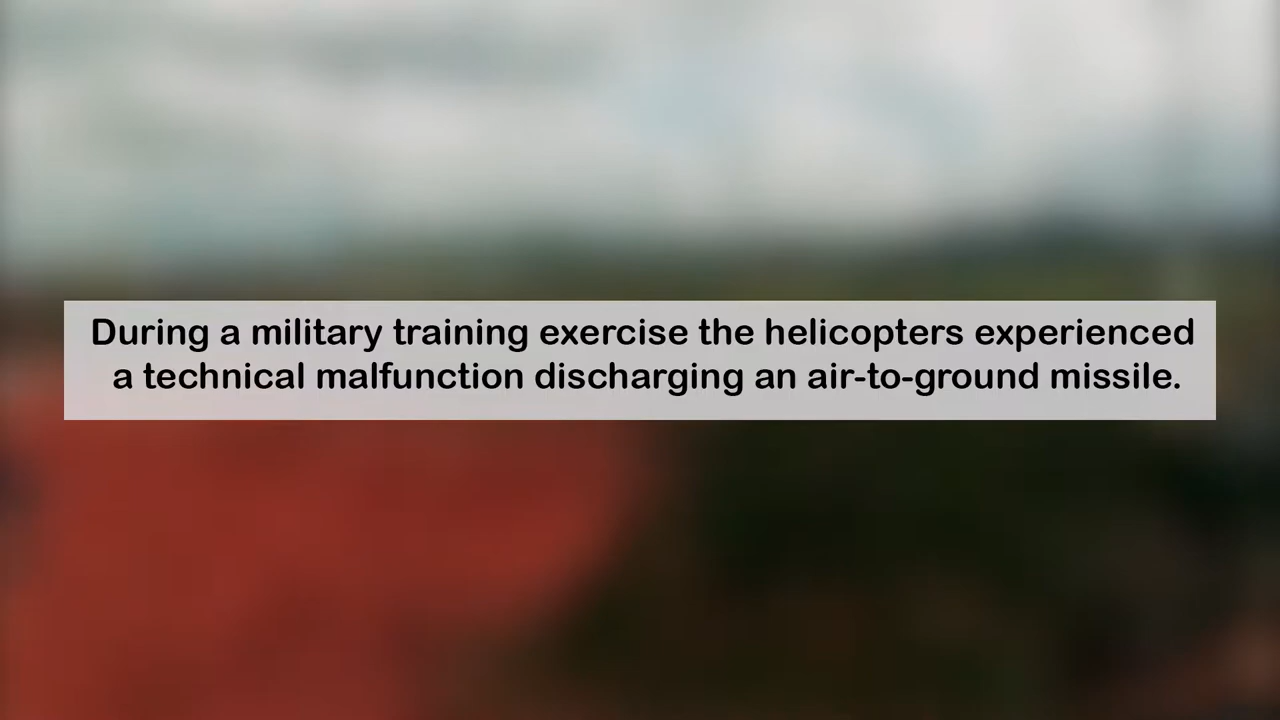 During a military training exercise the helicopters experienced
a technical malfunction discharging an air-to-ground missile.